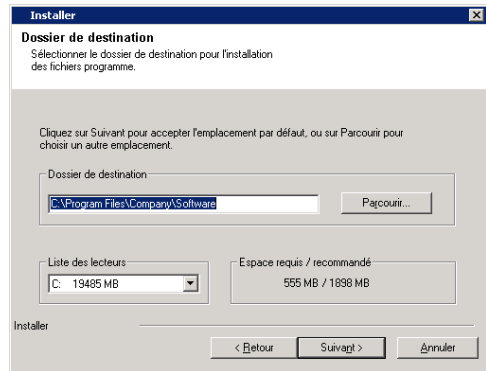 Installer
Dossier de destination
Sélectionner le dossier de destination pour l'installation
des fichiers programme.
Cliquez sur Suivant pour accepter l'emplacement par défaut, ou sur Parcourir pour
choisir un autre emplacement.
Dossier de destination
C:\Program Files\Company\Software
Parcourir...
Liste des lecteurs
C: 19485 MB
Espace requis / recommandé
555 MB / 1898 MB
Installer
< Retour
Suivant >
Annuler